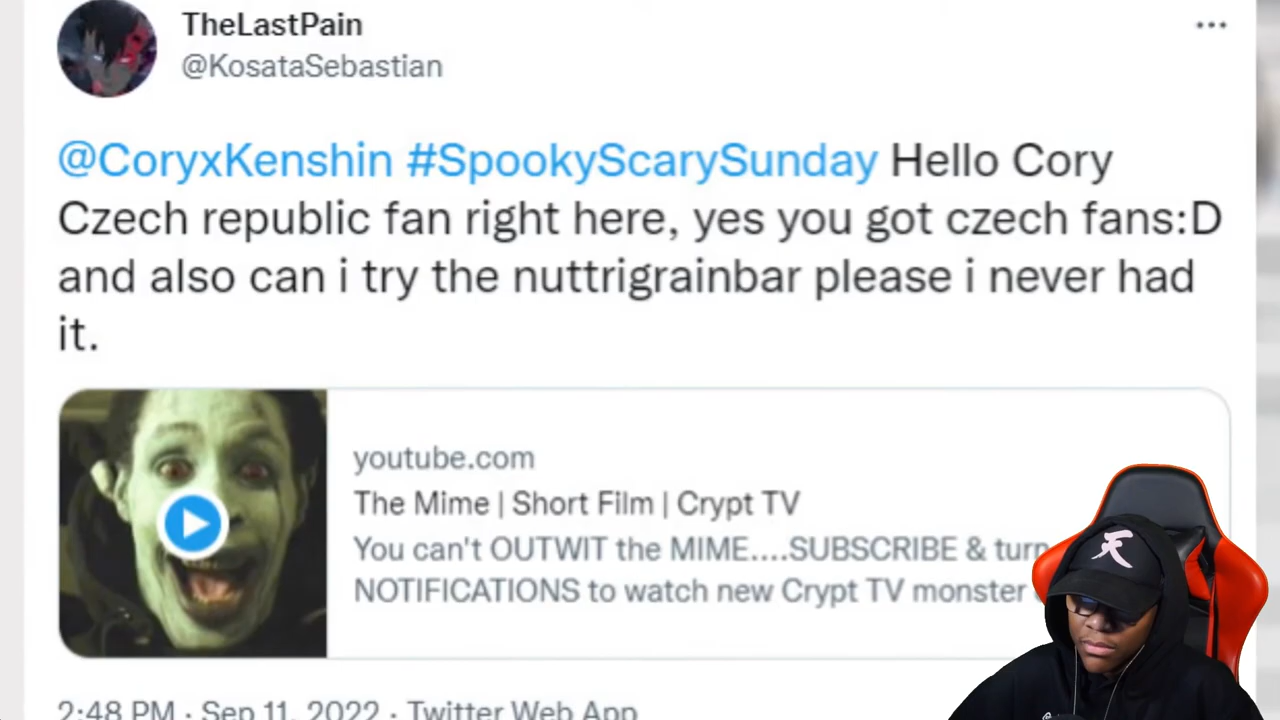 TheLastPain
@KosataSebastian
@CoryxKenshin #SpookyScarySunday Hello Cory
Czech republic fan right here, yes you got czech fans:D
and also can i try the nuttrigrainbar please i never had
it.
youtube.com
The Mime | Short Film | Crypt TV
You can't OUTWIT the MIME....SUBSCRIBE & turn
NOTIFICATIONS to watch new Crypt TV monster
2:48 PM · Sep 11, 2022 · Twitter Web App